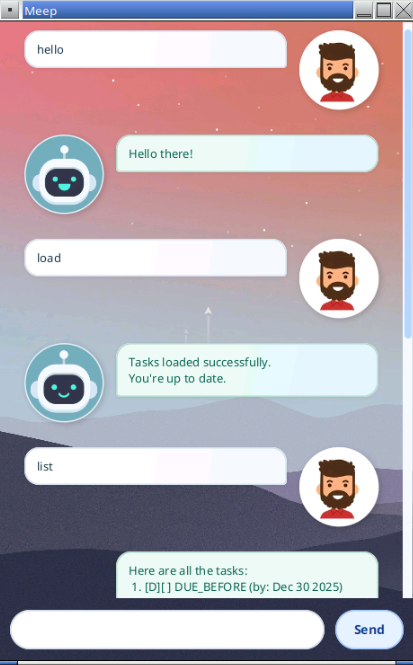 Meep
hello
Hello there!
load
Tasks loaded successfully.
You're up to date.
list
Here are all the tasks:
1. [D][ ] DUE_BEFORE (by: Dec 30 2025)
Send